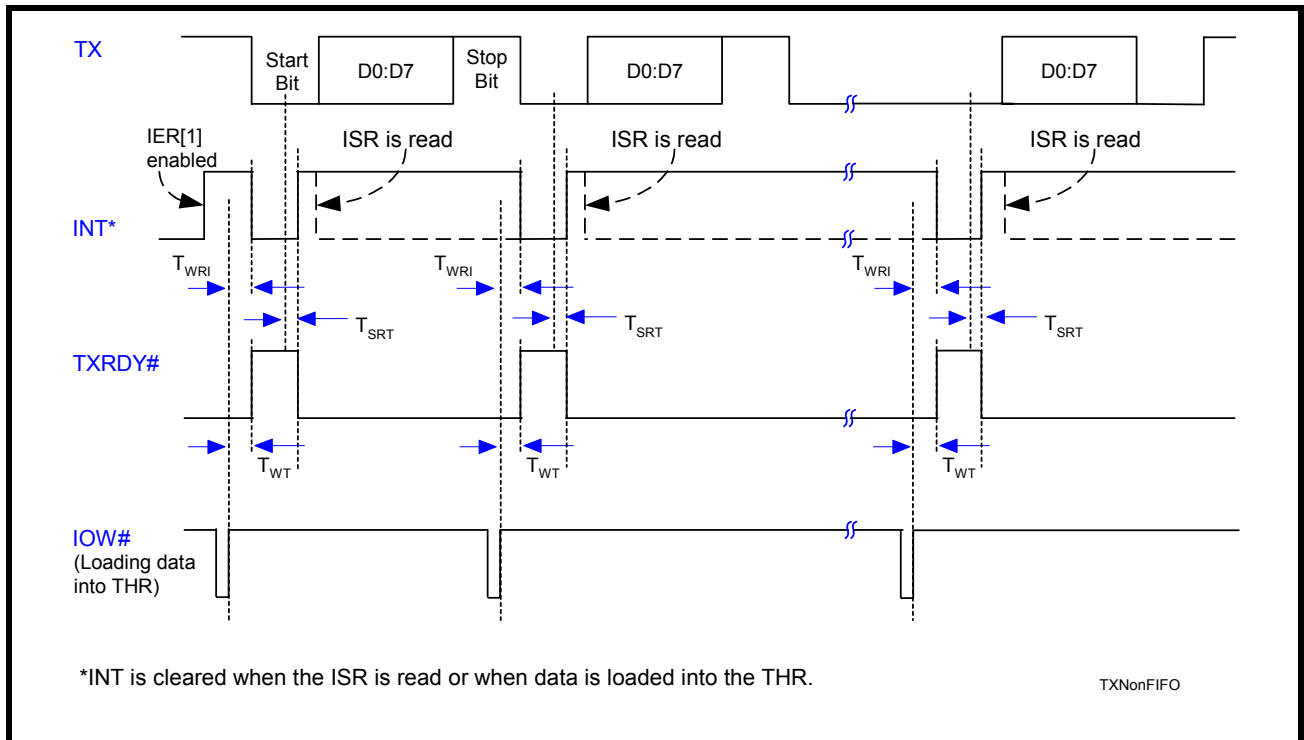 TX
Start
Bit
D0:D7
Stop
Bit
D0:D7
D0:D7
IER[1]
enabled
ISR is read
ISR is read
ISR is read
INT*
TWRI
TWRI
TWRI
TSRT
TSRT
TSRT
TXRDY#
TWT
TWT
TWT
IOW#
(Loading data
into THR)
*INT is cleared when the ISR is read or when data is loaded into the THR.
TXNonFIFO